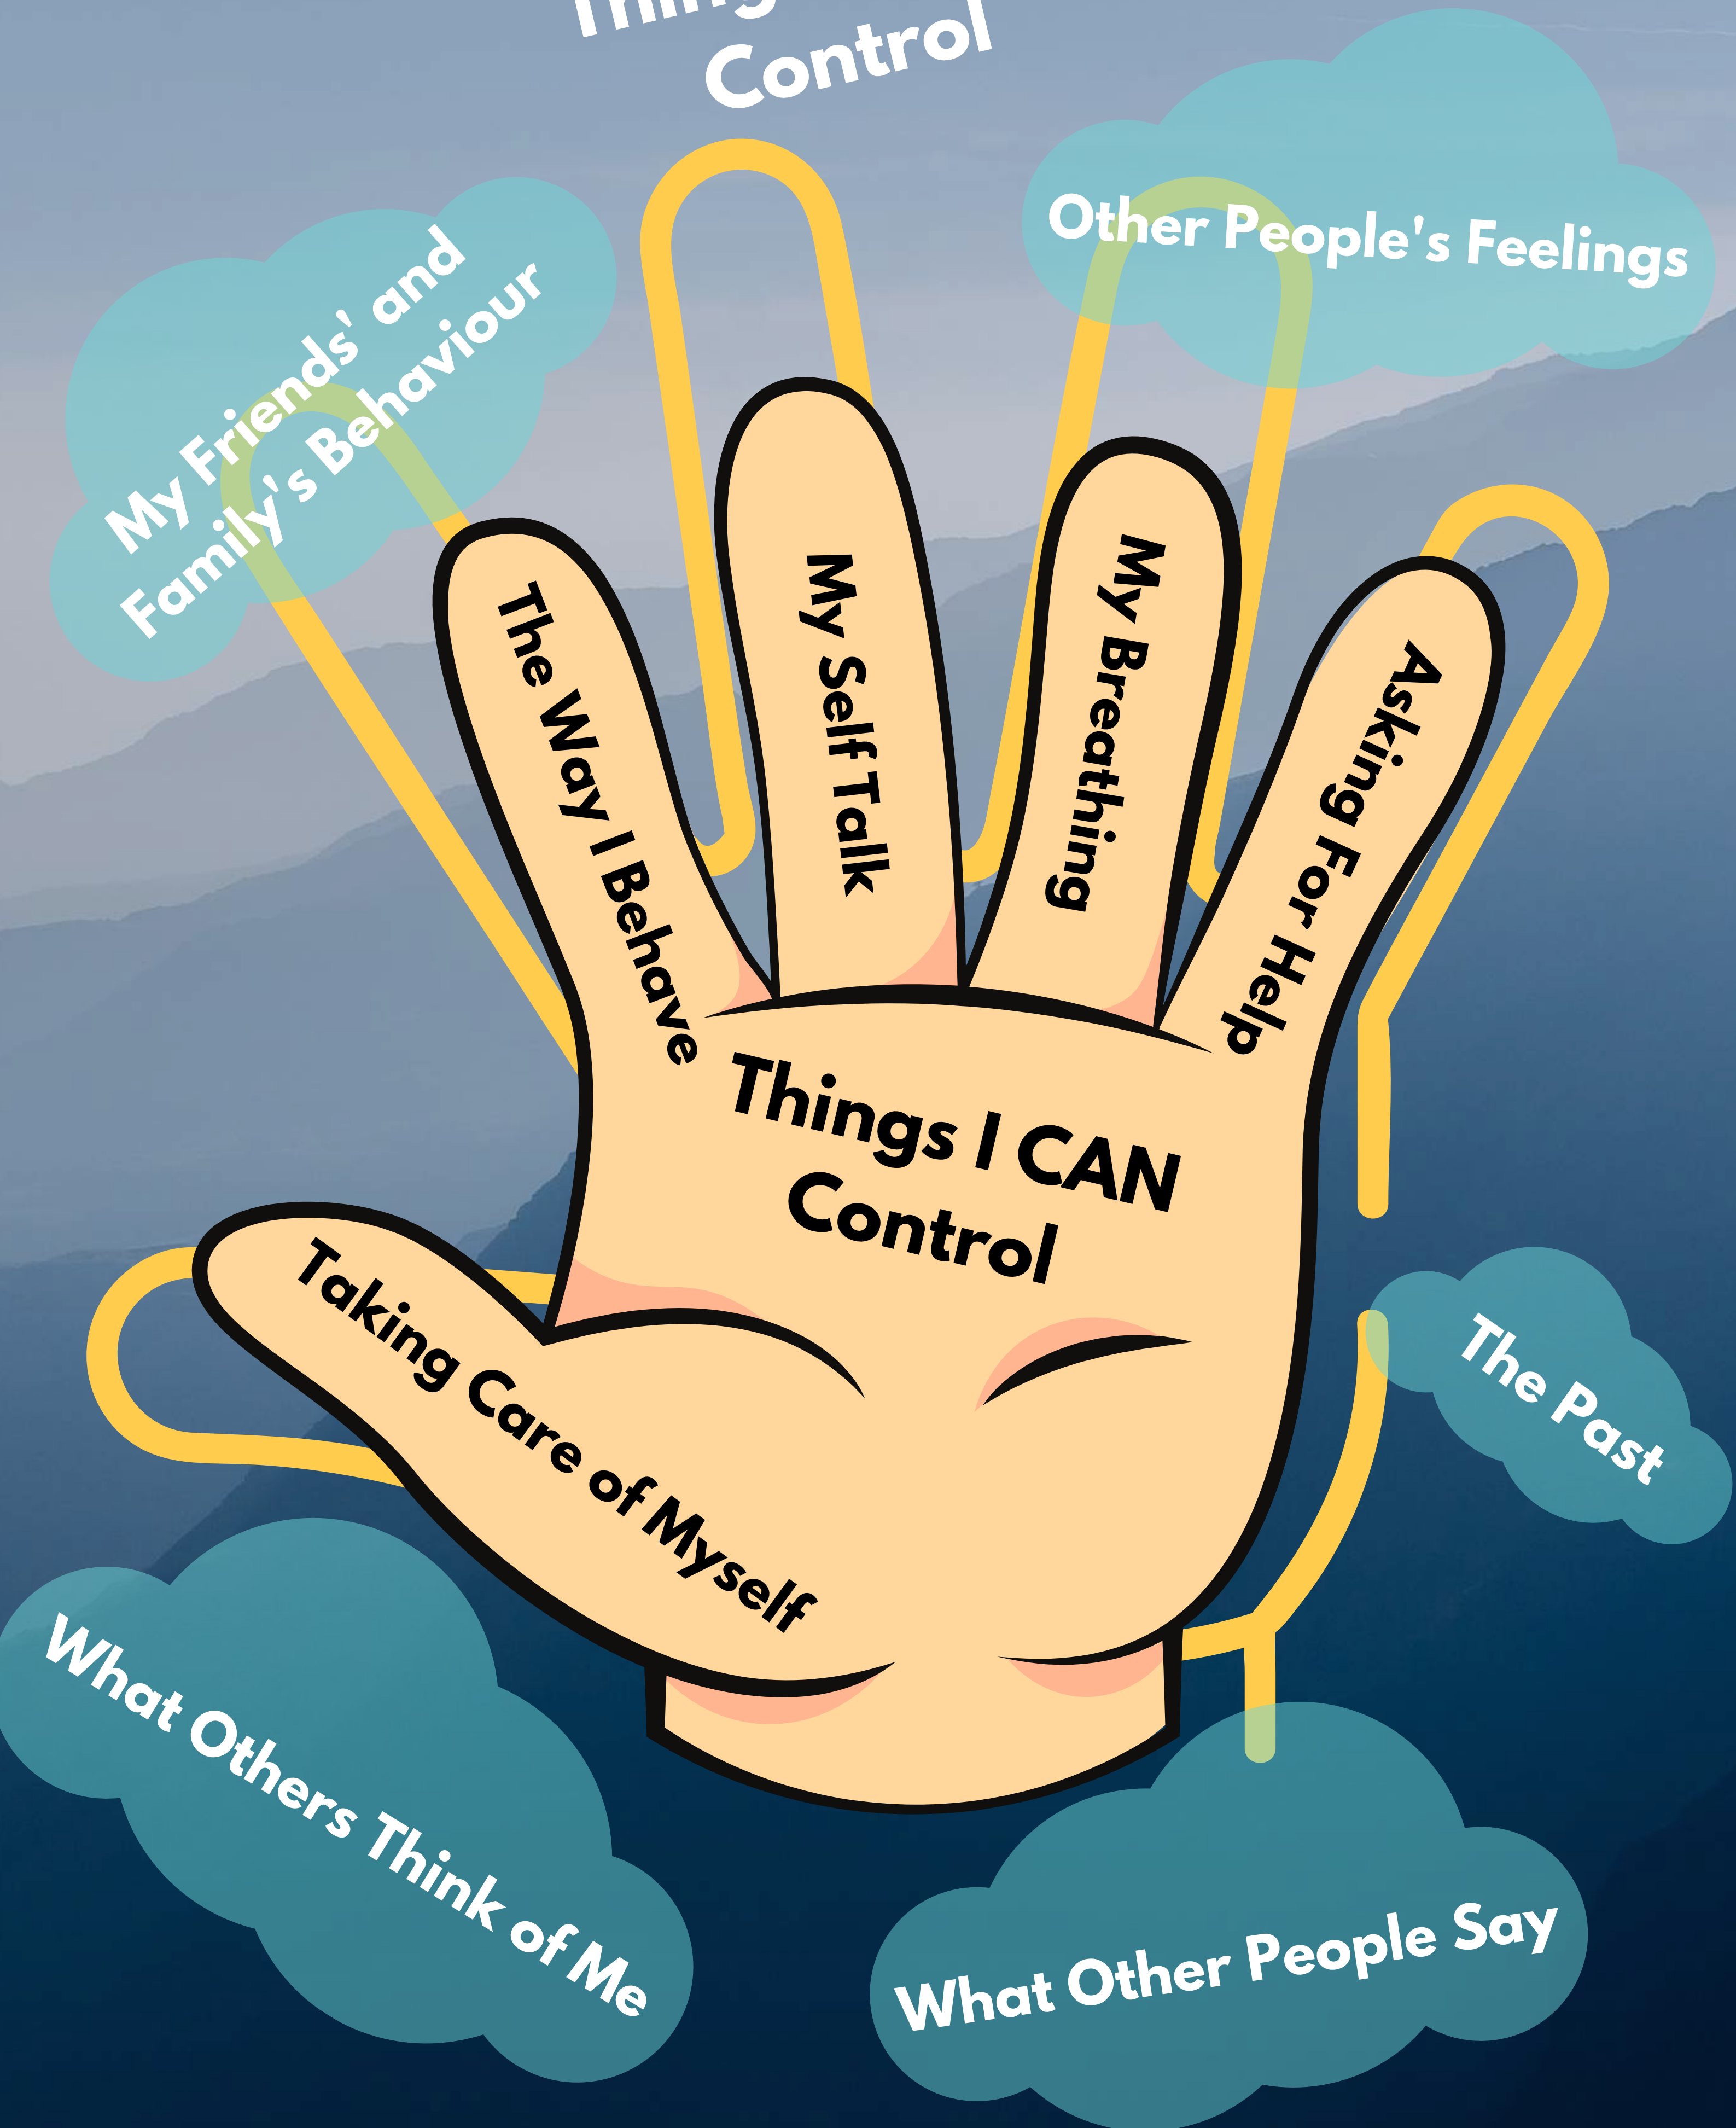 Control
Other People's Feelings
My Friends' and
Family's Behaviour
The Way I Behave
My Self Talk
My Breathing
Asking For Help
Things I CAN
Control
Taking Care of Myself
The Past
What Others Think of Me
What Other People Say